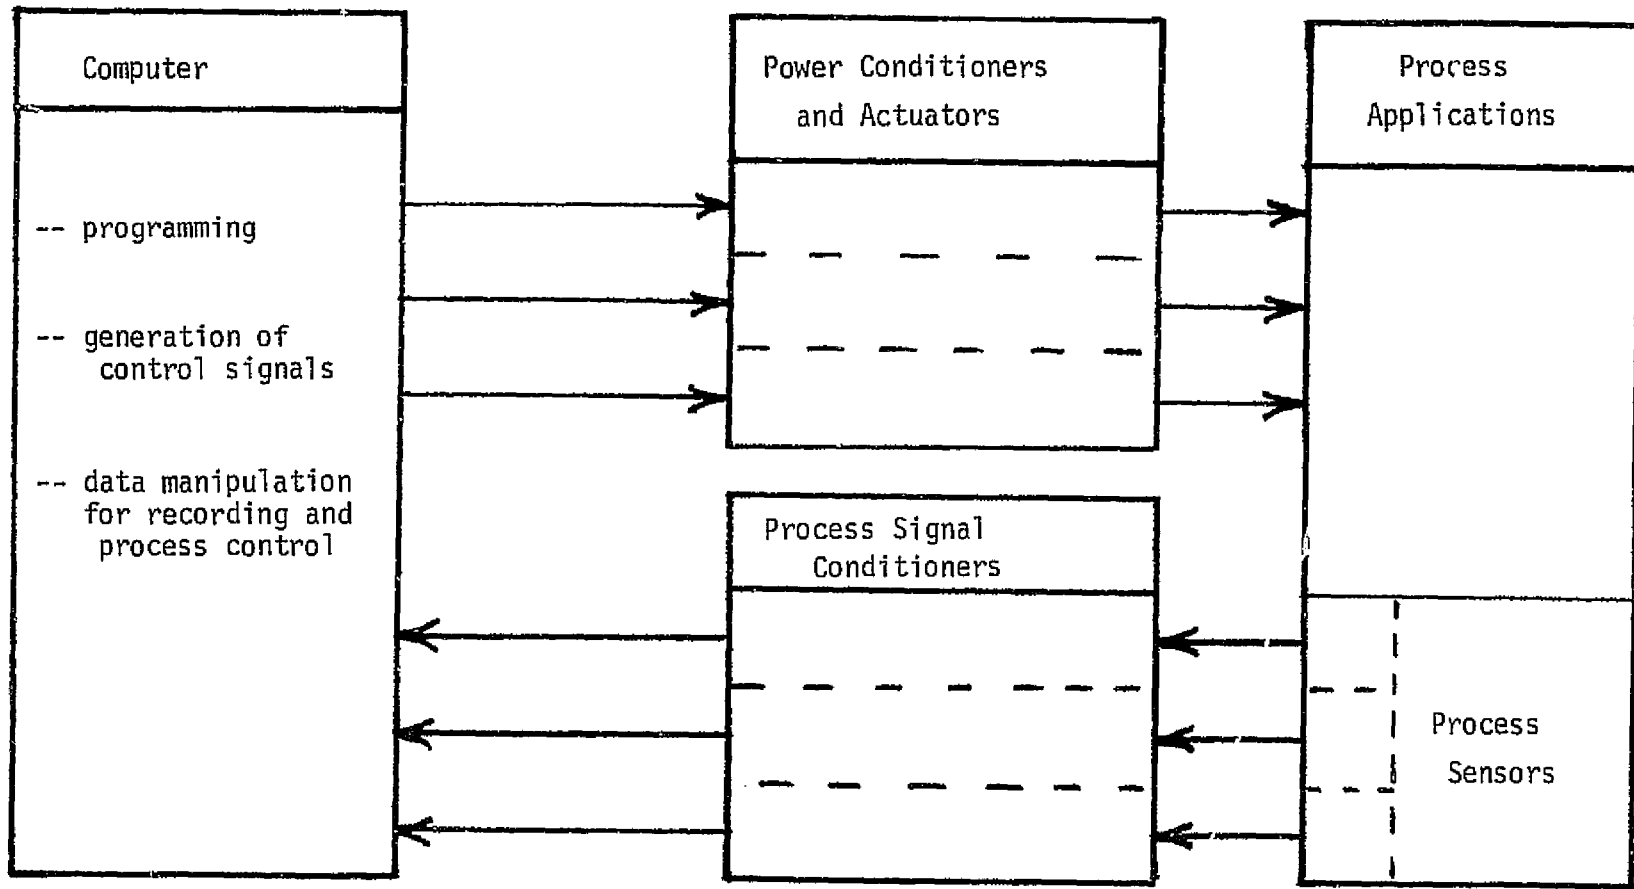 Computer
-- programming
-- generation of
control signals
-- data manipulation
for recording and
process control
Power Conditioners
and Actuators
Process Signal
Conditioners
Process
Applications
Process
Sensors